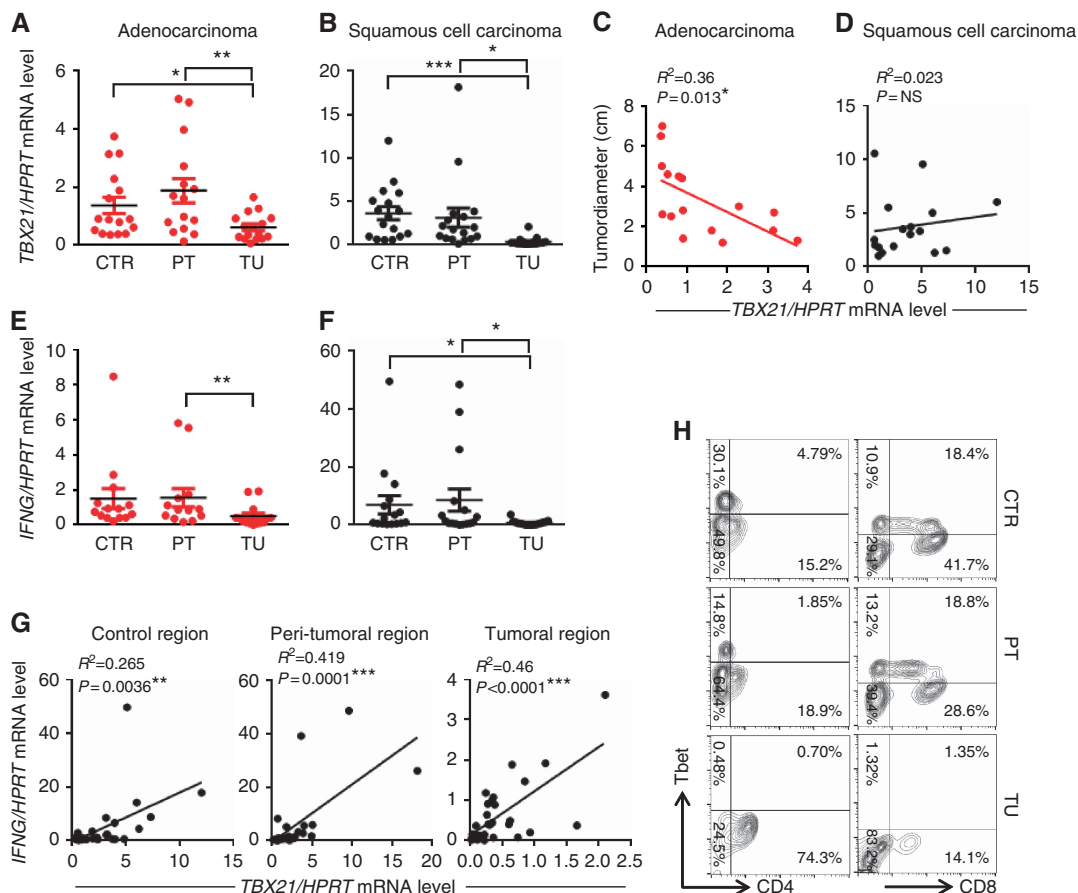 A
Adenocarcinoma
TBX21/HPRT mRNA level
6
4
2
0
*
**
CTR PT TU
B
Squamous cell carcinoma
20
15
10
5
0
***
*
CTR PT TU
C
Adenocarcinoma
R²=0.36
P=0.013*
Tumordiameter (cm)
8
6
4
2
0
0 1 2 3 4
D
Squamous cell carcinoma
R²=0.023
P=NS
15
10
5
0
0 5 10 15
TBX21/HPRT mRNA level
E
IFNG/HPRT mRNA level
10
8
6
4
2
0
**
CTR PT TU
F
60
40
20
0
*
*
CTR PT TU
G
Control region
R²=0.265
P=0.0036**
IFNG/HPRT mRNA level
60
40
20
0
0 5 10 15
Peri-tumoral region
R²=0.419
P=0.0001***
60
40
20
0
0 5 10 15 20
Tumoral region
R²=0.46
P<0.0001***
4
3
2
1
0
0.0 0.5 1.0 1.5 2.0 2.5
TBX21/HPRT mRNA level
H
30.1% 4.79%
49.8% 15.2%
10.9% 18.4%
29.1% 41.7%
CTR
14.8% 1.85%
64.4% 18.9%
13.2% 18.8%
39.4% 28.6%
PT
0.48% 0.70%
24.5% 74.3%
1.32% 1.35%
83.2% 14.1%
TU
Tbet
CD4 CD8